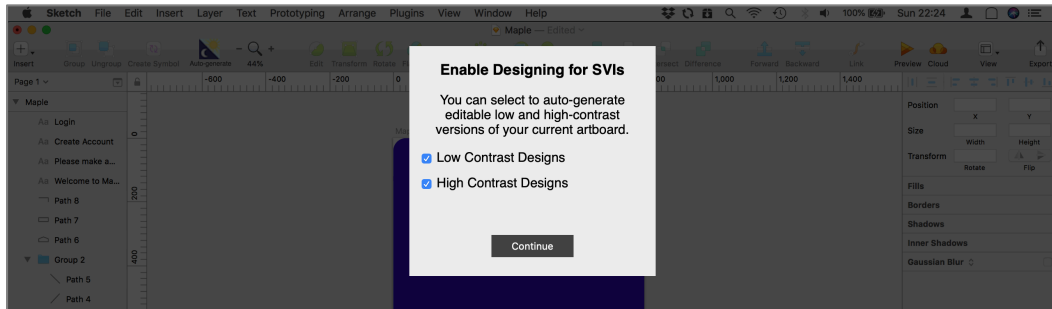 Sketch File Edit Insert Layer Text Prototyping Arrange Plugins View Window Help 100% Sun 22:24
Maple — Edited
Insert Group Ungroup Create Symbol Auto-generate 44% Edit Transform Rotate Difference Forward Backward Link Preview Cloud View Export
Page 1 -600 -400 -200 0 1,000 1,200 1,400
Maple
Aa Login
Aa Create Account
Aa Please make a...
Aa Welcome to Ma...
Path 8
Path 7
Path 6
Group 2
Path 5
Path 4
0
200
400
Enable Designing for SVIs
You can select to auto-generate
editable low and high-contrast
versions of your current artboard.
Low Contrast Designs
High Contrast Designs
Continue
Position
X Y
Size
Width Height
Transform
Rotate Flip
Fills
Borders
Shadows
Inner Shadows
Gaussian Blur